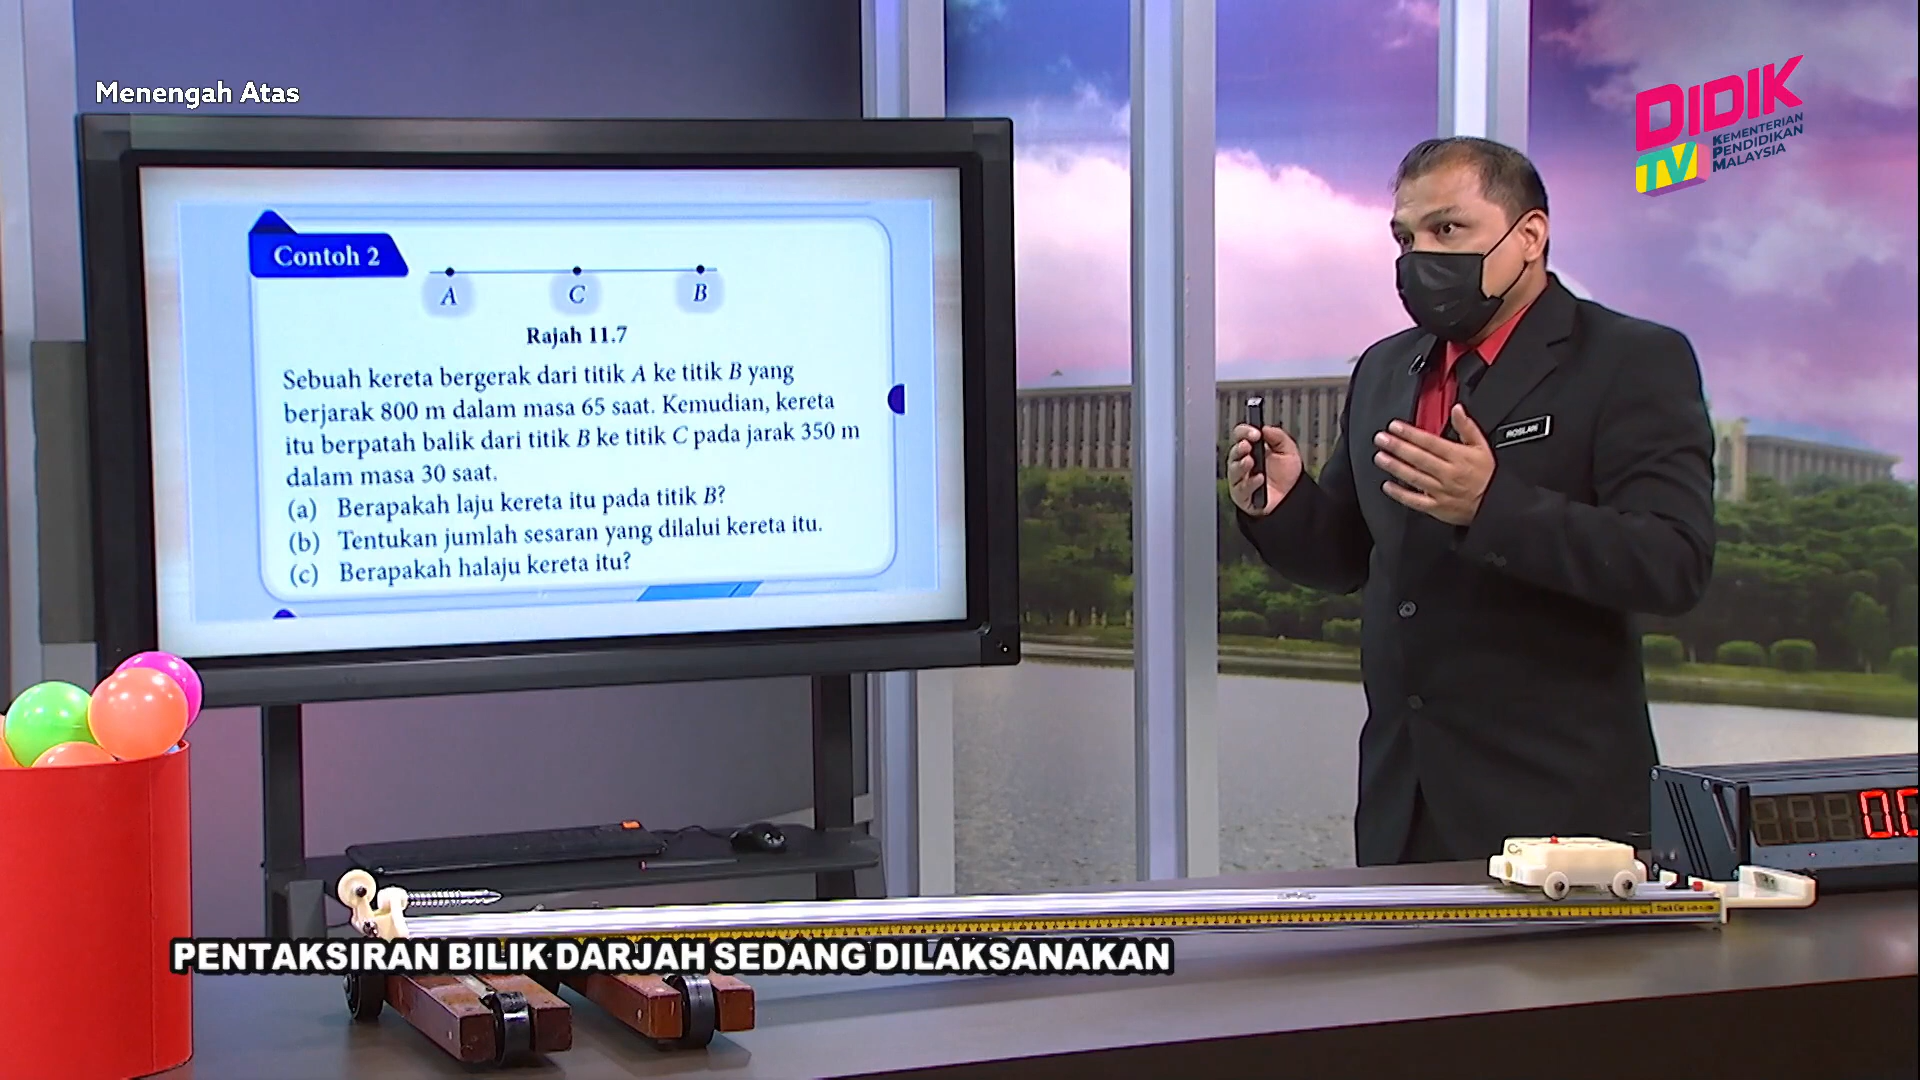 Menengah Atas
DIDIK
TV
KEMENTERIAN
PENDIDIKAN
MALAYSIA
Contoh 2
A C B
Rajah 11.7
Sebuah kereta bergerak dari titik A ke titik B yang
berjarak 800 m dalam masa 65 saat. Kemudian, kereta
itu berpatah balik dari titik B ke titik C pada jarak 350 m
dalam masa 30 saat.
(a) Berapakah laju kereta itu pada titik B?
(b) Tentukan jumlah sesaran yang dilalui kereta itu.
(c) Berapakah halaju kereta itu?
ROSLAN
0.0
PENTAKSIRAN BILIK DARJAH SEDANG DILAKSANAKAN